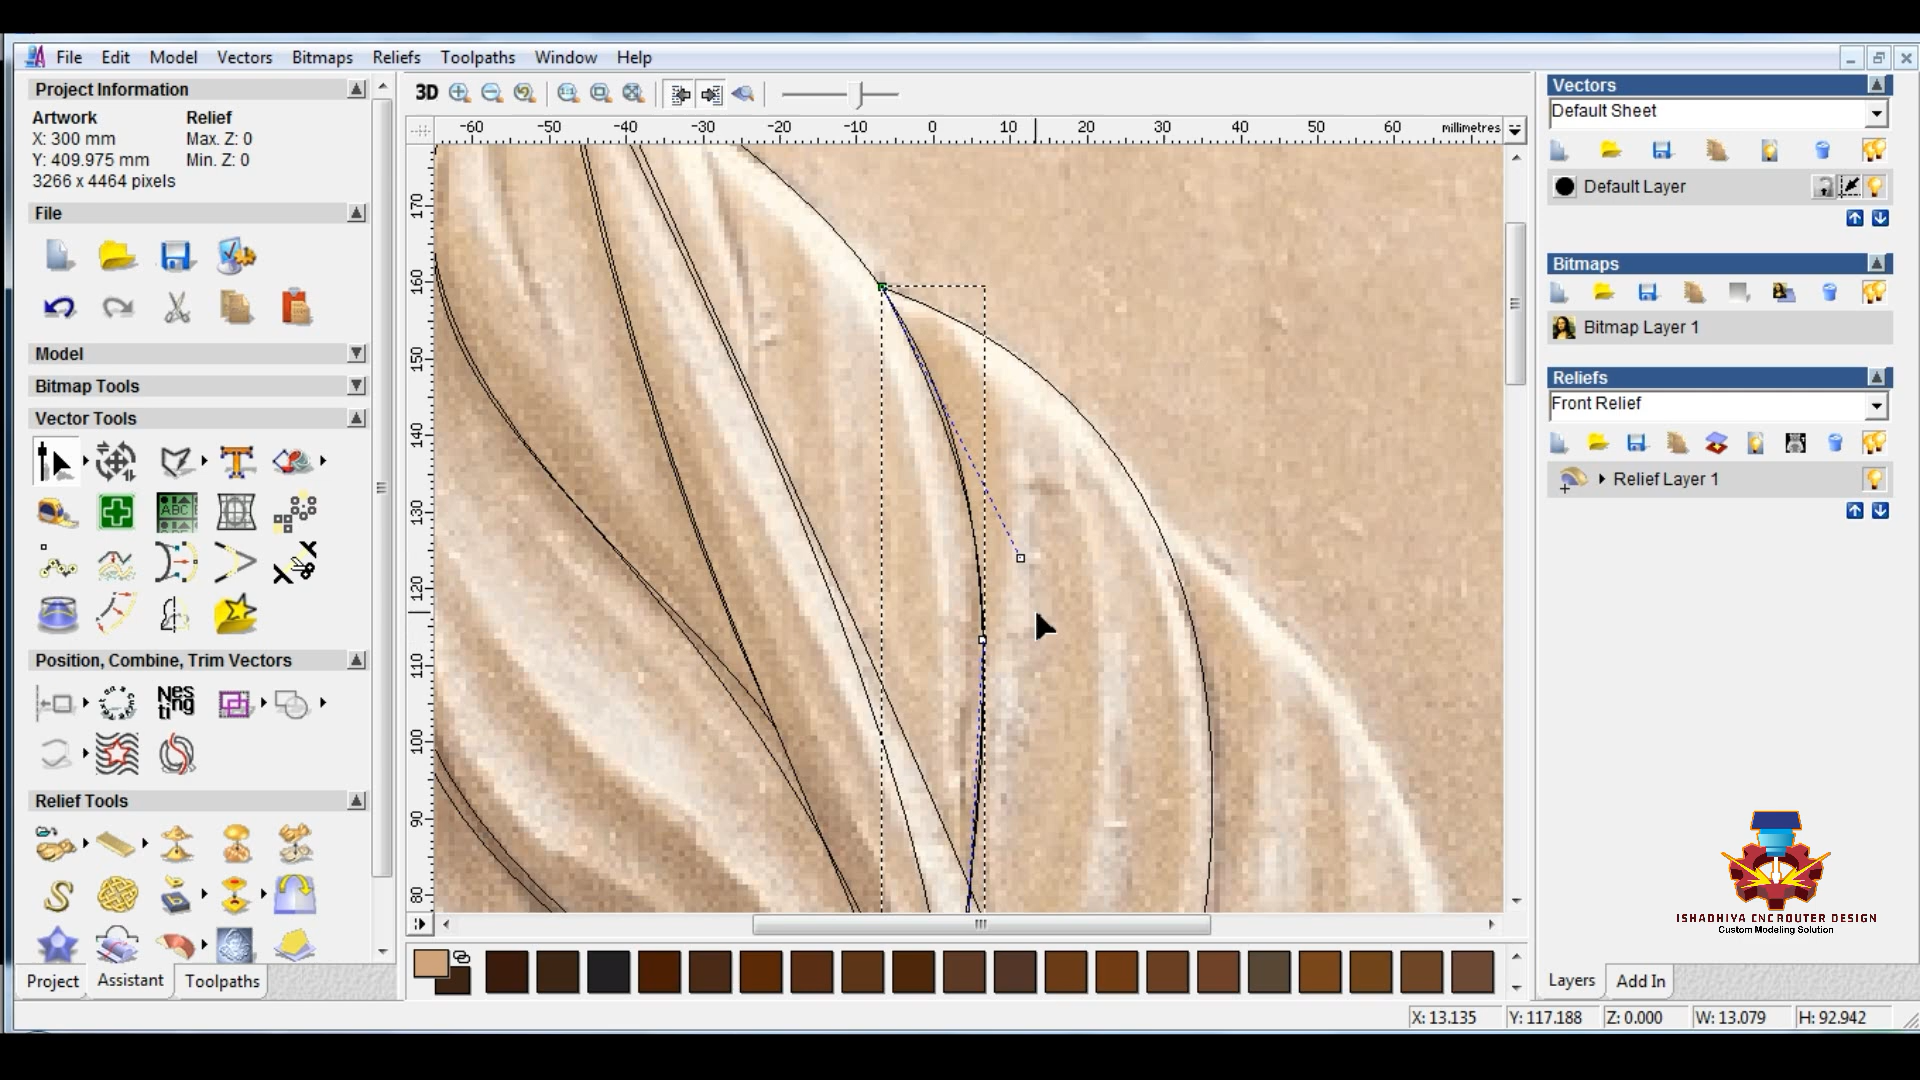 File Edit Model Vectors Bitmaps Reliefs Toolpaths Window Help
Project Information
Artwork Relief
X: 300 mm Max. Z: 0
Y: 409.975 mm Min. Z: 0
3266 x 4464 pixels
File
Model
Bitmap Tools
Vector Tools
Position, Combine, Trim Vectors
Nes
ti ng
Relief Tools
Project Assistant Toolpaths
3D
-60 -50 -40 -30 -20 -10 0 10 20 30 40 50 60 millimetres
170
160
150
140
130
120
110
100
90
80
Vectors
Default Sheet
Default Layer
Bitmaps
Bitmap Layer 1
Reliefs
Front Relief
Relief Layer 1
ISHADHIYA CNC ROUTER DESIGN
Custom Modeling Solution
Layers Add In
X: 13.135 Y: 117.188 Z: 0.000 W: 13.079 H: 92.942